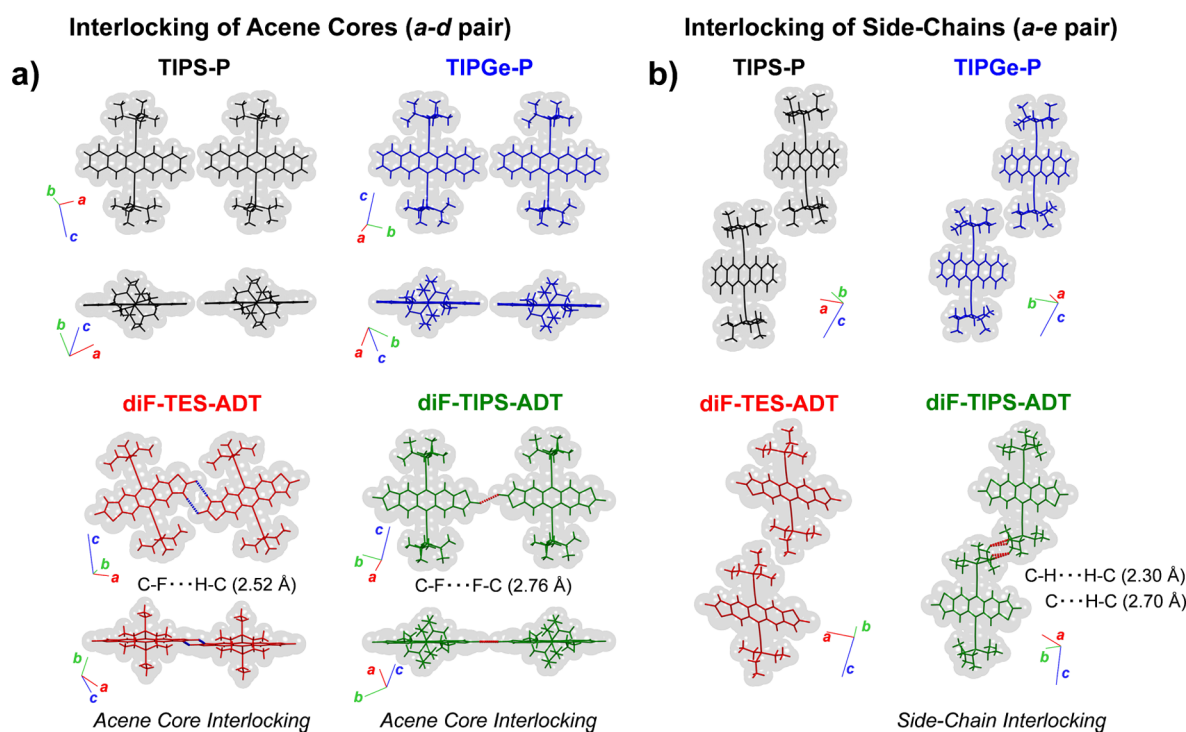 Interlocking of Acene Cores (a-d pair)
Interlocking of Side-Chains (a-e pair)
a)
TIPS-P
TIPGe-P
b)
TIPS-P
TIPGe-P
b
a
c
c
b
a
b
a
c
a
b
c
b
c
a
b
a
c
diF-TES-ADT
diF-TIPS-ADT
diF-TES-ADT
diF-TIPS-ADT
c
b
a
c
b
a
C-F···H-C (2.52 Å)
C-F···F-C (2.76 Å)
C-H···H-C (2.30 Å)
C···H-C (2.70 Å)
b
a
c
a
c
b
a
b
c
a
b
c
Acene Core Interlocking
Acene Core Interlocking
Side-Chain Interlocking